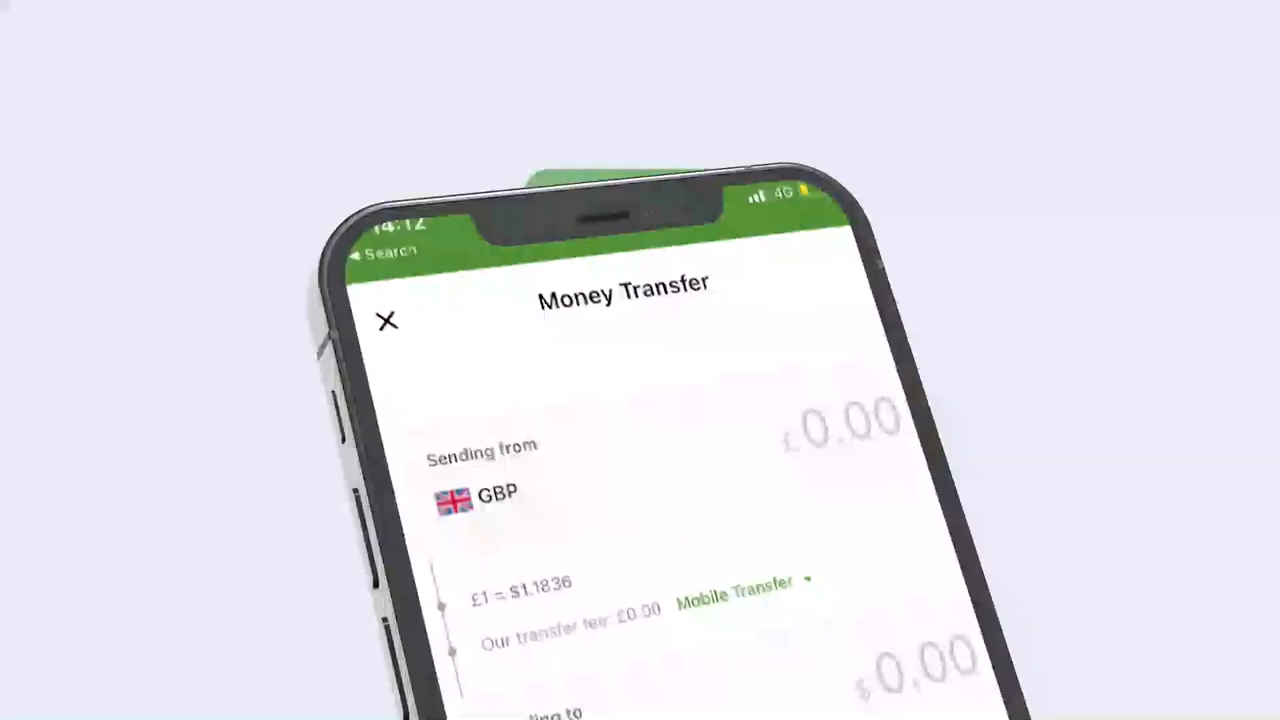 14:12
4G
◀ Search
Money Transfer
Sending from
£0.00
GBP
£1 = $1.1836
Our transfer fee: £0.00 Mobile Transfer
$0.00
to